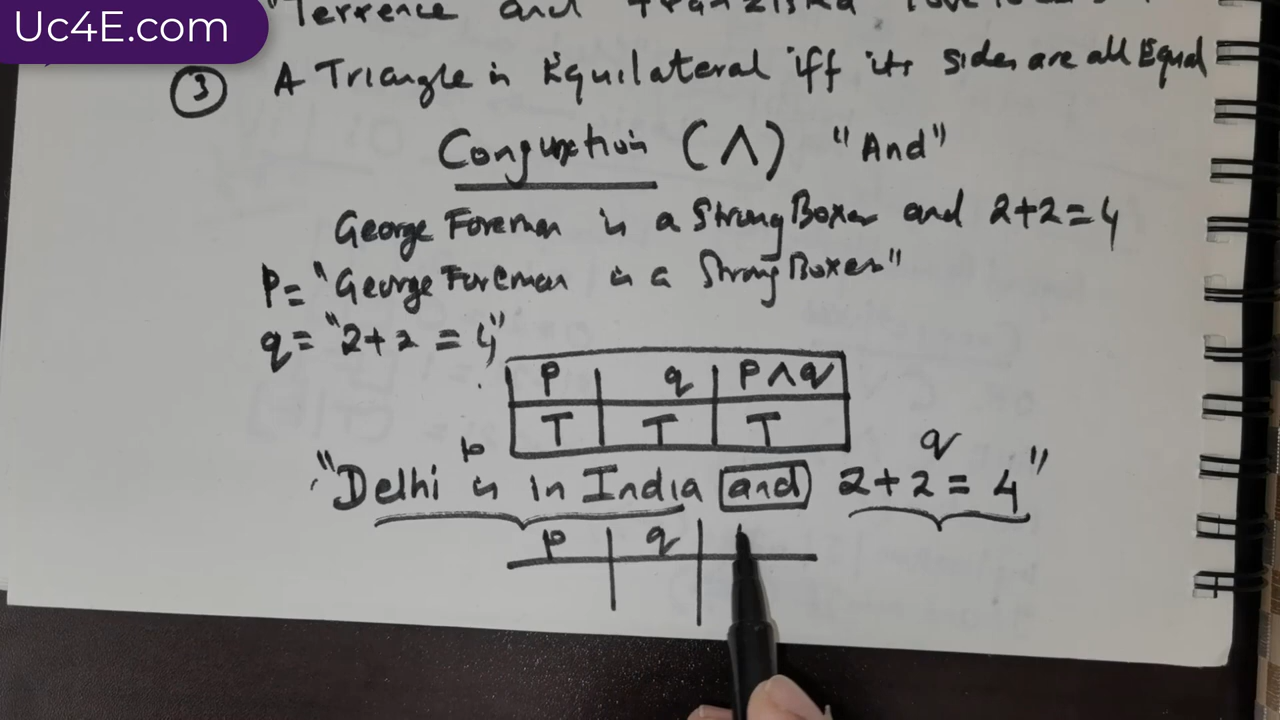 Uc4E.com
"Terrence and
③ A Triangle is Equilateral iff its sides are all Equal
Conjunction (∧) "And"
George Foreman is a Strong Boxer and 2+2=4
P= "George Foreman is a Strong Boxer"
q= "2+2 = 4"
P q P∧q
T T T
p q
"Delhi is in India and 2+2 = 4"
p q